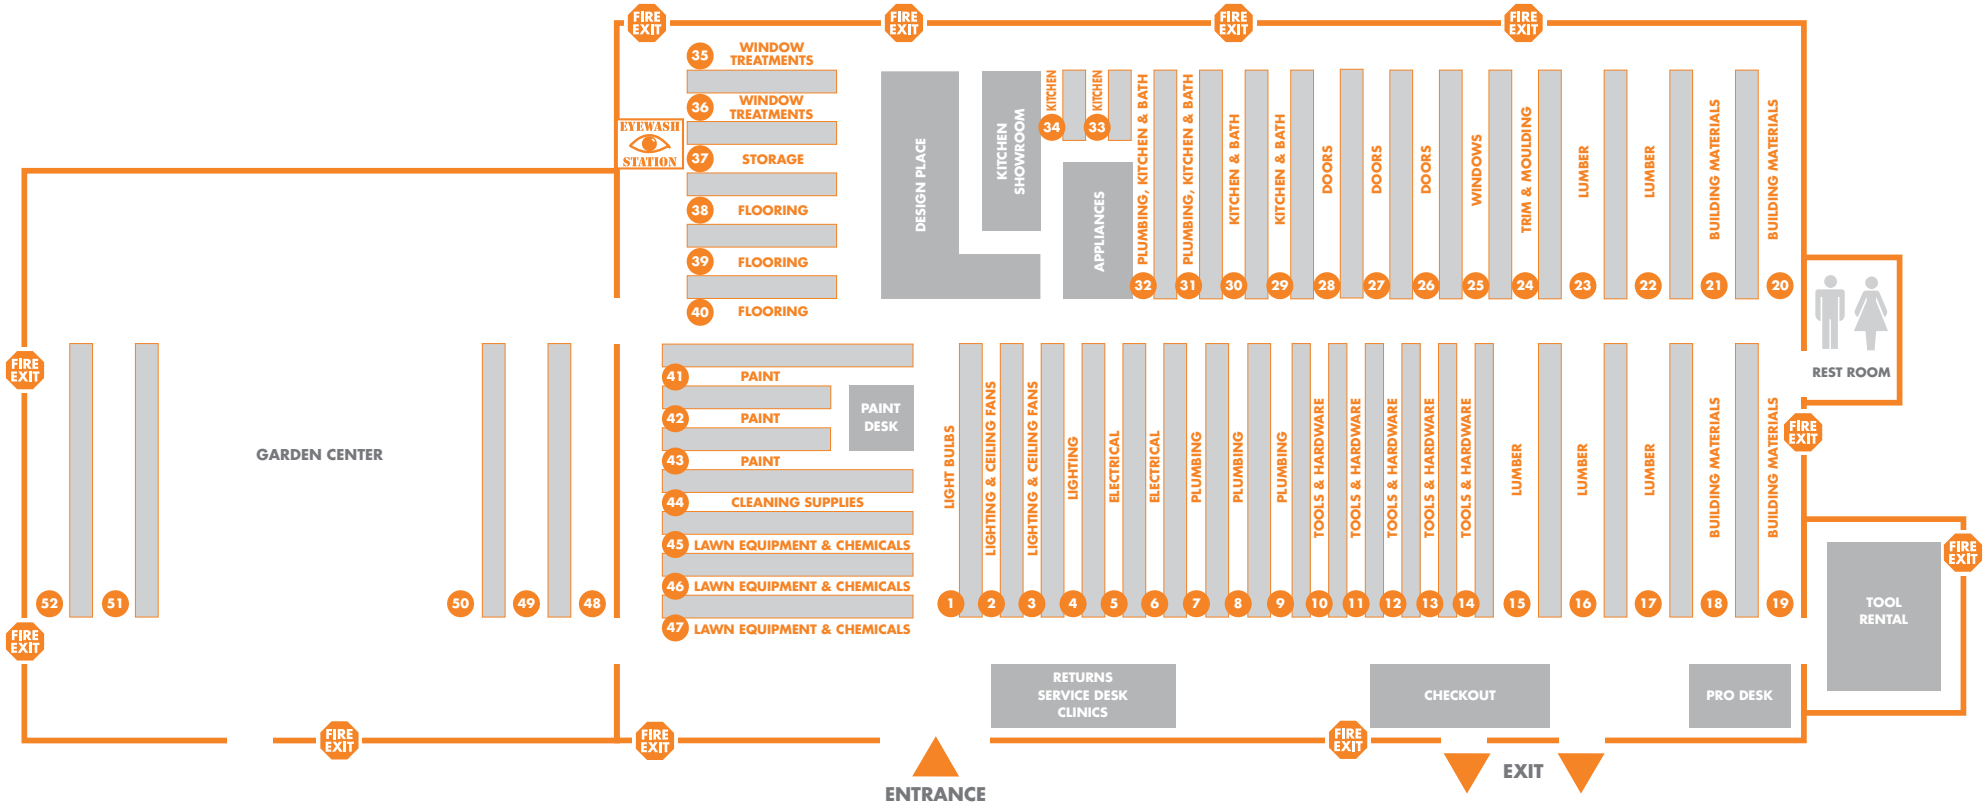 FIRE
EXIT
FIRE
EXIT
FIRE
EXIT
FIRE
EXIT
35 WINDOW
TREATMENTS
36 WINDOW
TREATMENTS
EYEWASH
STATION
37 STORAGE
38 FLOORING
39 FLOORING
40 FLOORING
DESIGN PLACE
KITCHEN
SHOWROOM
KITCHEN
34
KITCHEN
33
APPLIANCES
PLUMBING, KITCHEN & BATH
32
PLUMBING, KITCHEN & BATH
31
KITCHEN & BATH
30
KITCHEN & BATH
29
DOORS
28
DOORS
27
DOORS
26
WINDOWS
25
TRIM & MOULDING
24
LUMBER
23
LUMBER
22
BUILDING MATERIALS
21
BUILDING MATERIALS
20
REST ROOM
FIRE
EXIT
FIRE
EXIT
GARDEN CENTER
52
51
50
49
48
FIRE
EXIT
41 PAINT
42 PAINT
43 PAINT
PAINT
DESK
44 CLEANING SUPPLIES
45 LAWN EQUIPMENT & CHEMICALS
46 LAWN EQUIPMENT & CHEMICALS
47 LAWN EQUIPMENT & CHEMICALS
LIGHT BULBS
1
LIGHTING & CEILING FANS
2
LIGHTING & CEILING FANS
3
LIGHTING
4
ELECTRICAL
5
ELECTRICAL
6
PLUMBING
7
PLUMBING
8
PLUMBING
9
TOOLS & HARDWARE
10
TOOLS & HARDWARE
11
TOOLS & HARDWARE
12
TOOLS & HARDWARE
13
TOOLS & HARDWARE
14
LUMBER
15
LUMBER
16
LUMBER
17
BUILDING MATERIALS
18
BUILDING MATERIALS
19
FIRE
EXIT
TOOL
RENTAL
RETURNS
SERVICE DESK
CLINICS
CHECKOUT
PRO DESK
FIRE
EXIT
FIRE
EXIT
FIRE
EXIT
ENTRANCE
EXIT